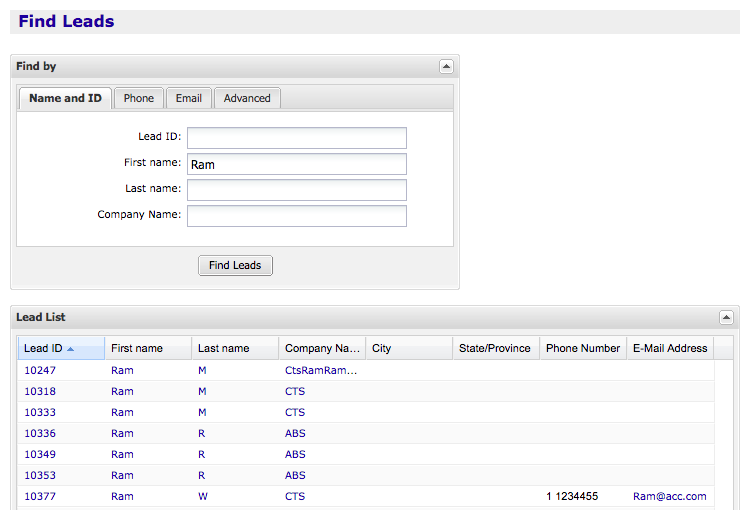 Find Leads
Find by
Name and ID Phone Email Advanced
Lead ID:
First name: Ram
Last name:
Company Name:
Find Leads
Lead List
Lead ID First name Last name Company Na... City State/Province Phone Number E-Mail Address
10247 Ram M CtsRamRam...
10318 Ram M CTS
10333 Ram M CTS
10336 Ram R ABS
10349 Ram R ABS
10353 Ram R ABS
10377 Ram W CTS 1 1234455 Ram@acc.com